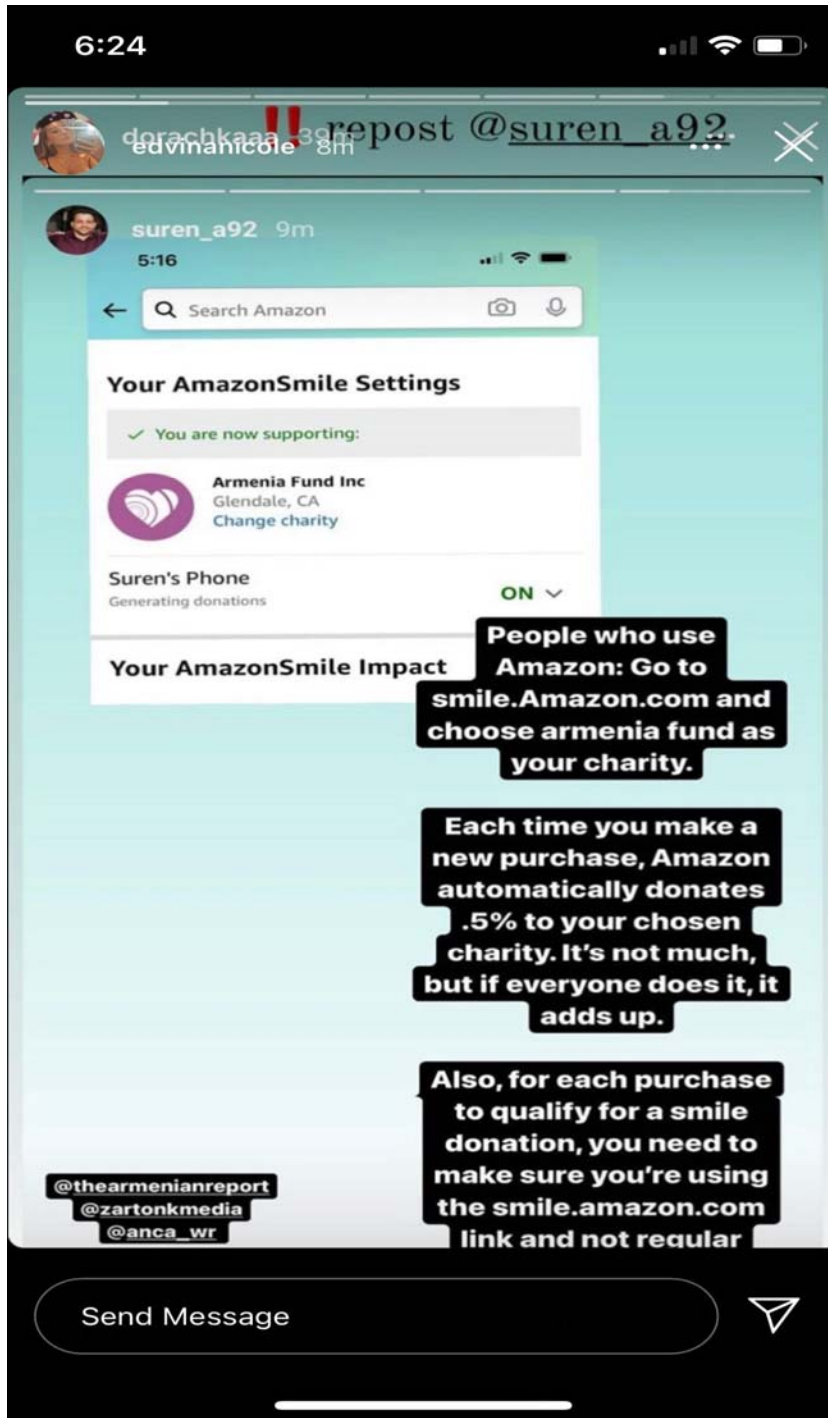 6:24
‼ repost @suren_a92
dorachkaaa 39m
edvinanicole 8m
suren_a92 9m
5:16
Search Amazon
Your AmazonSmile Settings
You are now supporting:
Armenia Fund Inc
Glendale, CA
Change charity
Suren's Phone
Generating donations
ON
Your AmazonSmile Impact
People who use
Amazon: Go to
smile.Amazon.com and
choose armenia fund as
your charity.
Each time you make a
new purchase, Amazon
automatically donates
.5% to your chosen
charity. It's not much,
but if everyone does it, it
adds up.
Also, for each purchase
to qualify for a smile
donation, you need to
make sure you're using
the smile.amazon.com
link and not regular
@thearmenianreport
@zartonkmedia
@anca_wr
Send Message